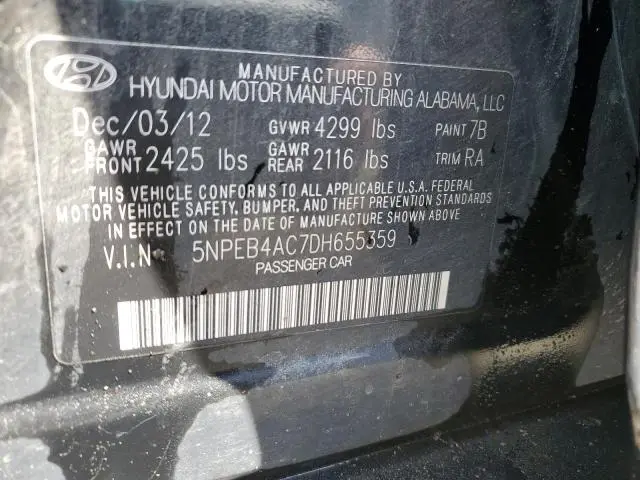 MANUFACTURED BY
HYUNDAI MOTOR MANUFACTURING ALABAMA, LLC
Dec/03/12 GVWR 4299 lbs PAINT 7B
GAWR FRONT 2425 lbs GAWR REAR 2116 lbs TRIM RA
THIS VEHICLE CONFORMS TO ALL APPLICABLE U.S.A. FEDERAL
MOTOR VEHICLE SAFETY, BUMPER, AND THEFT PREVENTION STANDARDS
IN EFFECT ON THE DATE OF MANUFACTURE SHOWN ABOVE
V.I.N 5NPEB4AC7DH655359
PASSENGER CAR